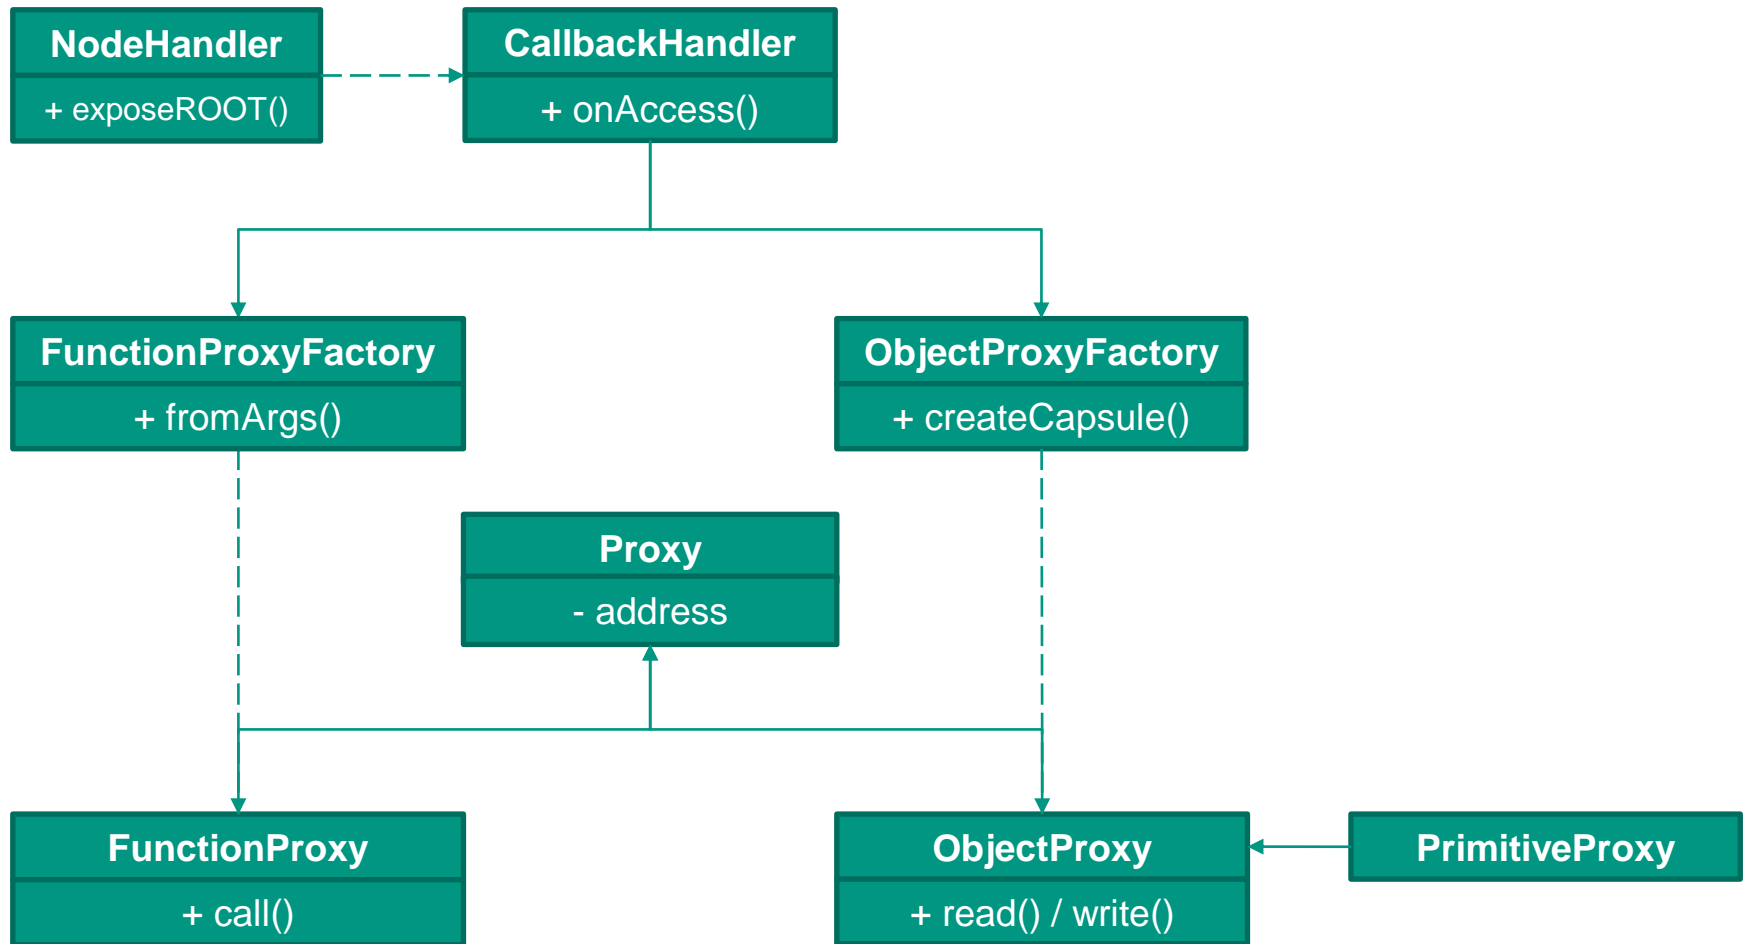 NodeHandler
+ exposeROOT()
CallbackHandler
+ onAccess()
FunctionProxyFactory
+ fromArgs()
ObjectProxyFactory
+ createCapsule()
Proxy
- address
FunctionProxy
+ call()
ObjectProxy
+ read() / write()
PrimitiveProxy